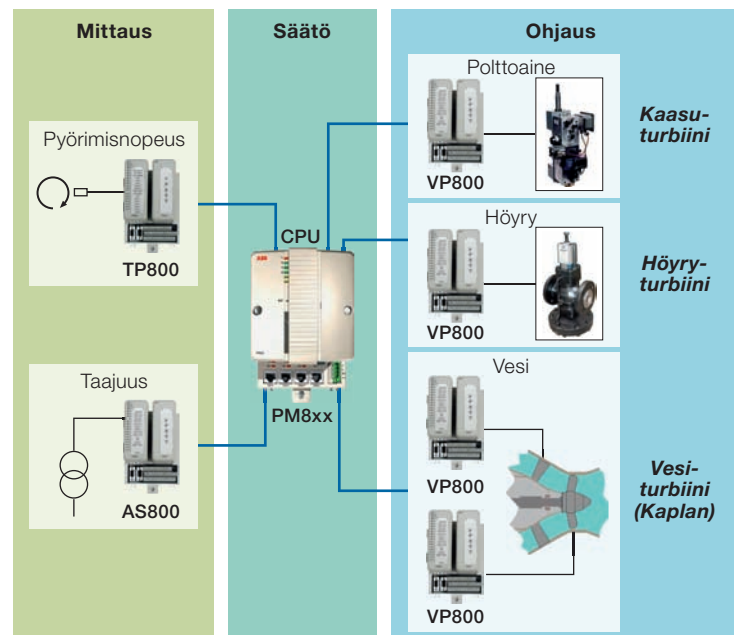 Mittaus
Säätö
Ohjaus
Pyörimisnopeus
TP800
Taajuus
AS800
CPU
ABB
PM8xx
Polttoaine
VP800
Kaasu-
turbiini
Höyry
VP800
Höyry-
turbiini
Vesi
VP800
VP800
Vesi-
turbiini
(Kaplan)